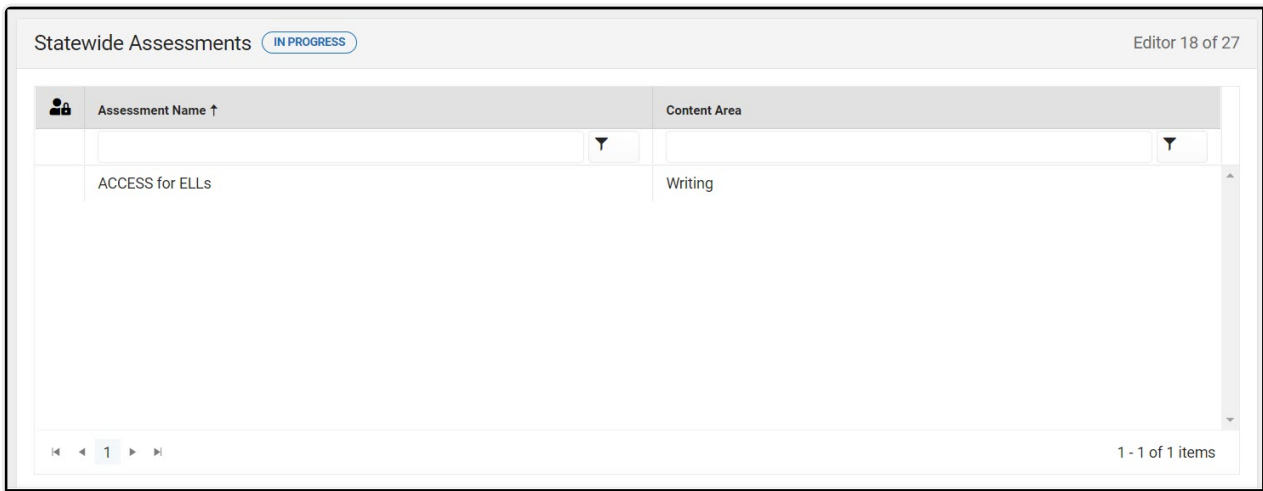 Statewide Assessments IN PROGRESS Editor 18 of 27
Assessment Name ↑ Content Area
ACCESS for ELLs Writing
1 1 - 1 of 1 items